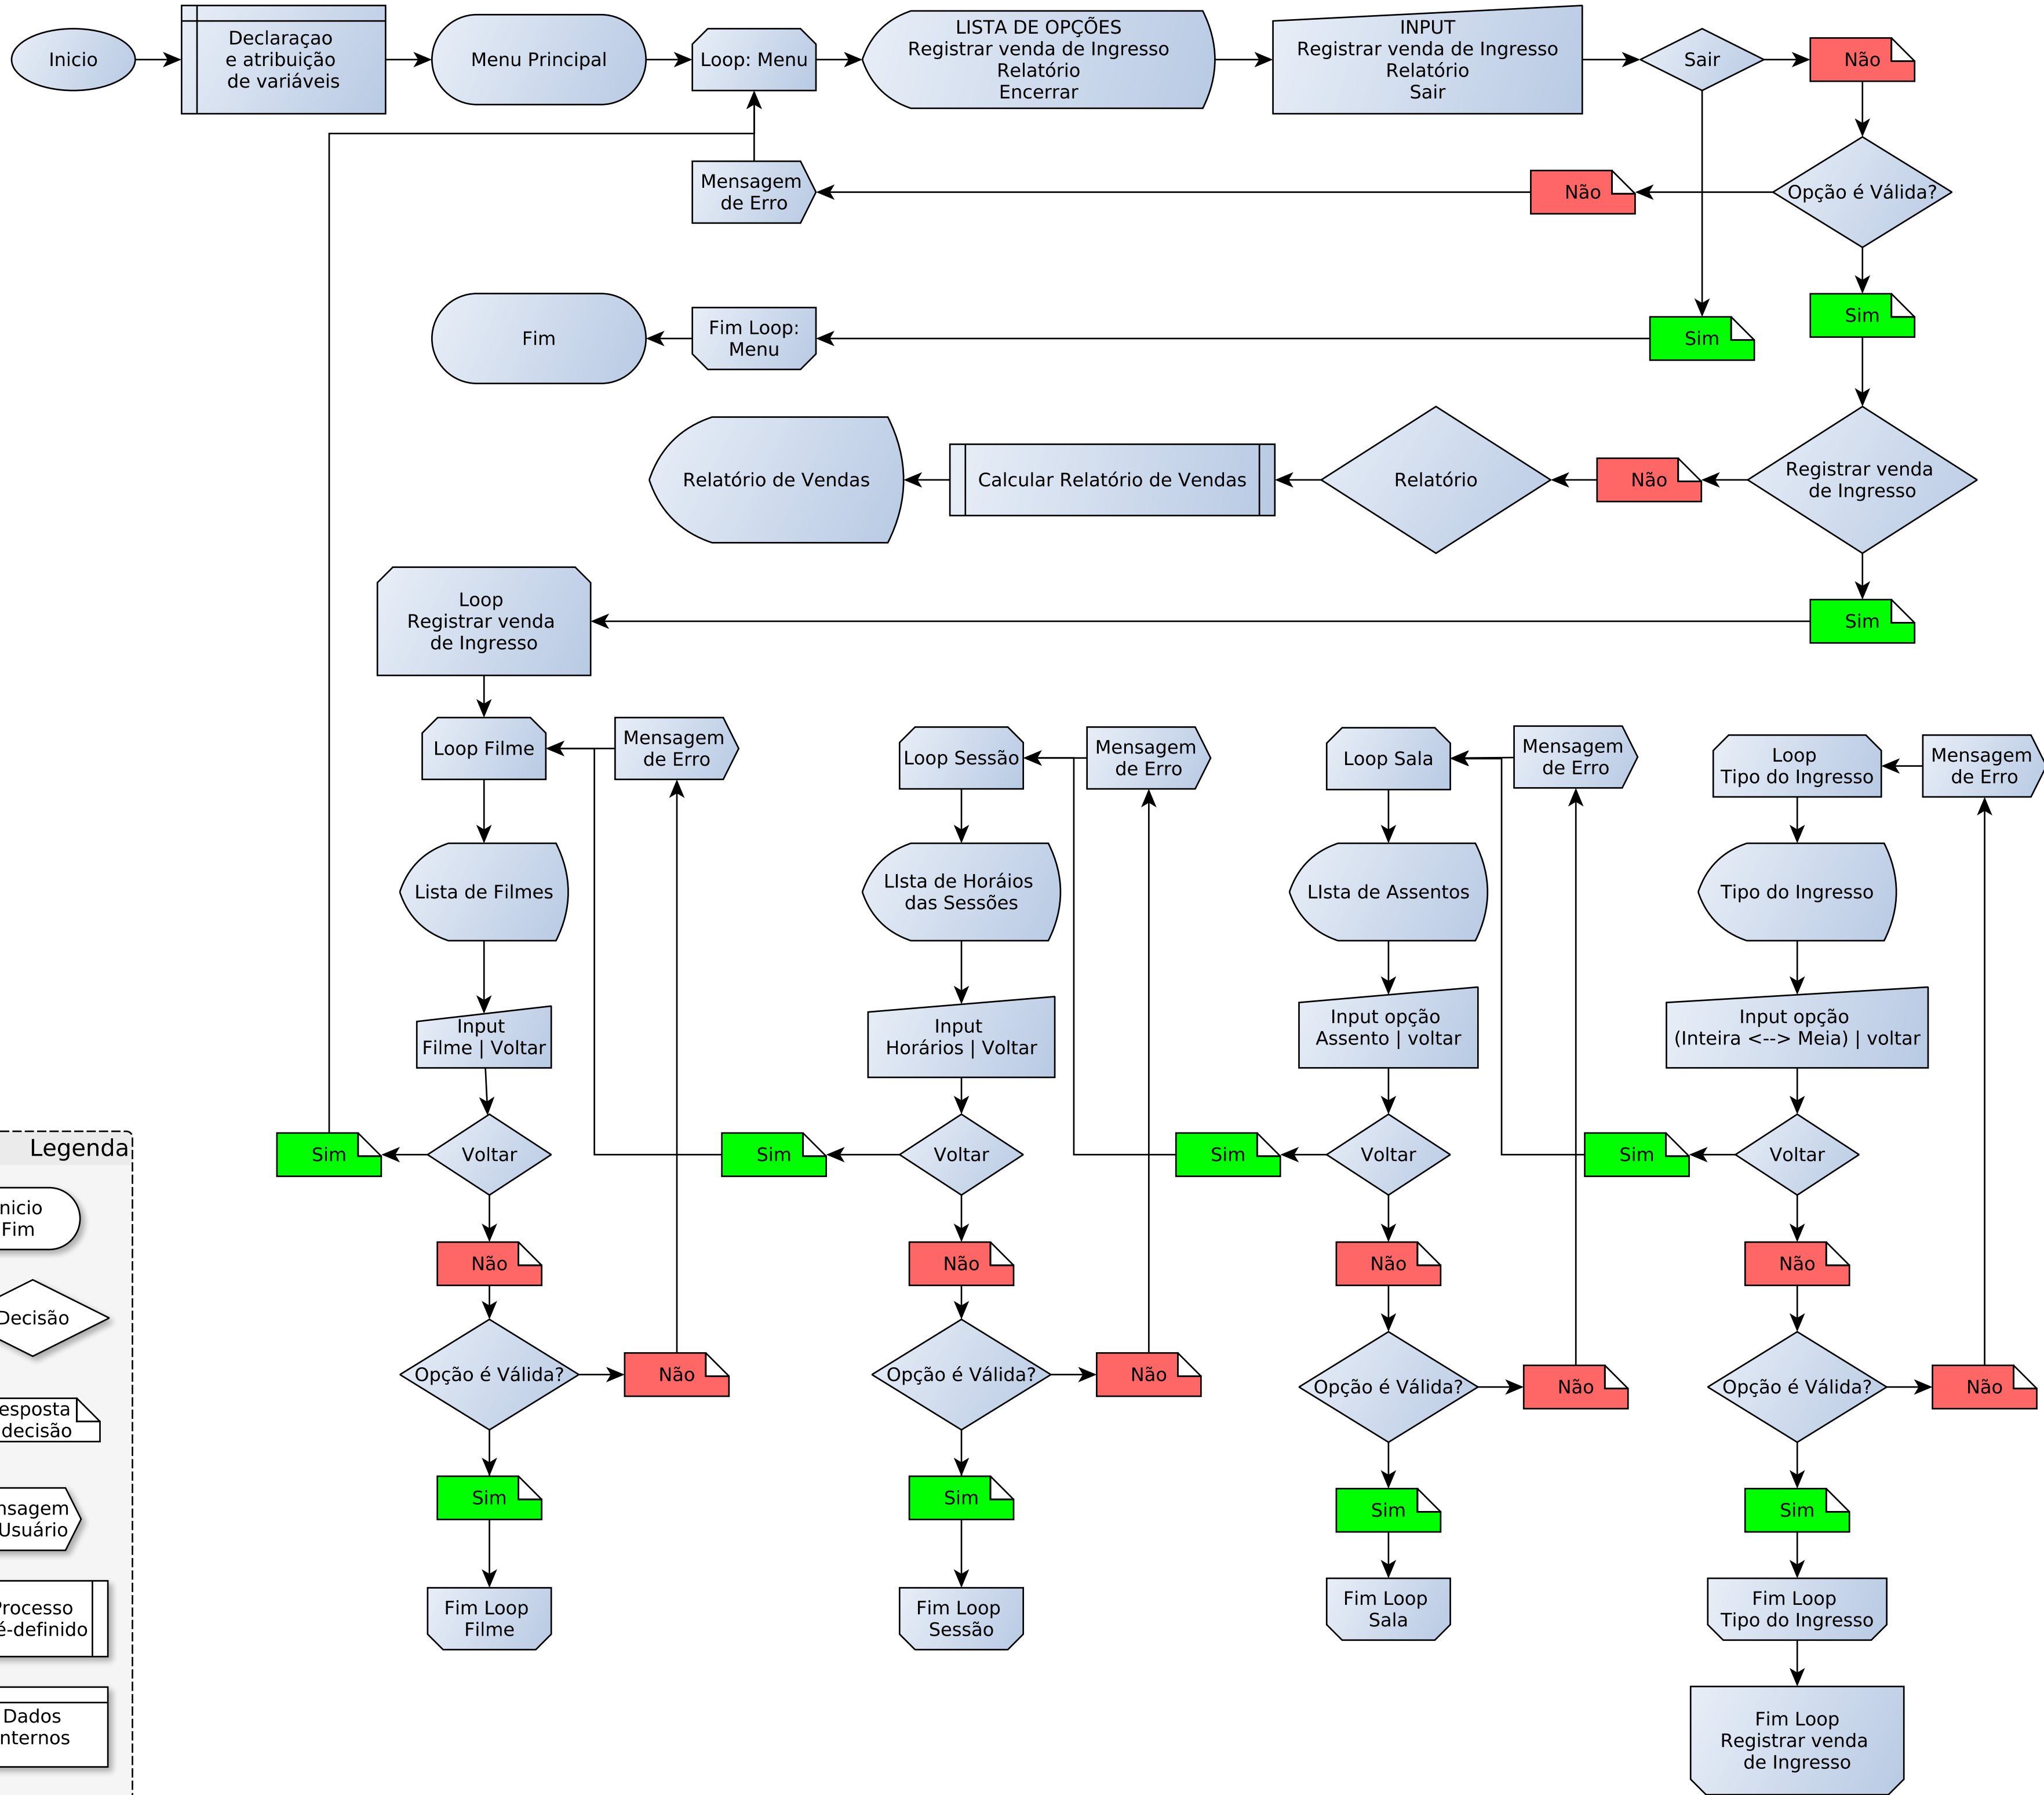 Inicio
Declaraçao
e atribuição
de variáveis
Menu Principal
Loop: Menu
LISTA DE OPÇÕES
Registrar venda de Ingresso
Relatório
Encerrar
INPUT
Registrar venda de Ingresso
Relatório
Sair
Sair
Não
Mensagem
de Erro
Não
Opção é Válida?
Fim
Fim Loop:
Menu
Sim
Sim
Relatório de Vendas
Calcular Relatório de Vendas
Relatório
Não
Registrar venda
de Ingresso
Loop
Registrar venda
de Ingresso
Sim
Loop Filme
Mensagem
de Erro
Loop Sessão
Mensagem
de Erro
Loop Sala
Mensagem
de Erro
Loop
Tipo do Ingresso
Mensagem
de Erro
Lista de Filmes
LIsta de Horáios
das Sessões
LIsta de Assentos
Tipo do Ingresso
Input
Filme | Voltar
Input
Horários | Voltar
Input opção
Assento | voltar
Input opção
(Inteira <--> Meia) | voltar
Sim
Voltar
Sim
Voltar
Sim
Voltar
Sim
Voltar
Não
Não
Não
Não
Opção é Válida?
Não
Opção é Válida?
Não
Opção é Válida?
Não
Opção é Válida?
Não
Sim
Sim
Sim
Sim
Fim Loop
Filme
Fim Loop
Sessão
Fim Loop
Sala
Fim Loop
Tipo do Ingresso
Fim Loop
Registrar venda
de Ingresso
Legenda
nicio
Fim
Decisão
esposta
decisão
nsagem
Usuário
Processo
é-definido
Dados
nternos